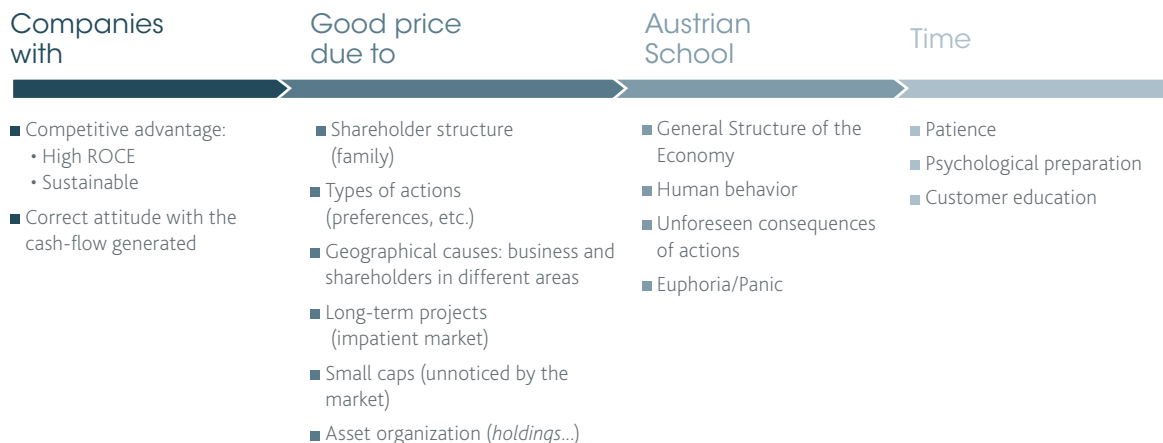 Companies
with
Good price
due to
Austrian
School
Time
Competitive advantage:
• High ROCE
• Sustainable
Correct attitude with the
cash-flow generated
Shareholder structure
(family)
Types of actions
(preferences, etc.)
Geographical causes: business and
shareholders in different areas
Long-term projects
(impatient market)
Small caps (unnoticed by the
market)
Asset organization (holdings...)
General Structure of the
Economy
Human behavior
Unforeseen consequences
of actions
Euphoria/Panic
Patience
Psychological preparation
Customer education